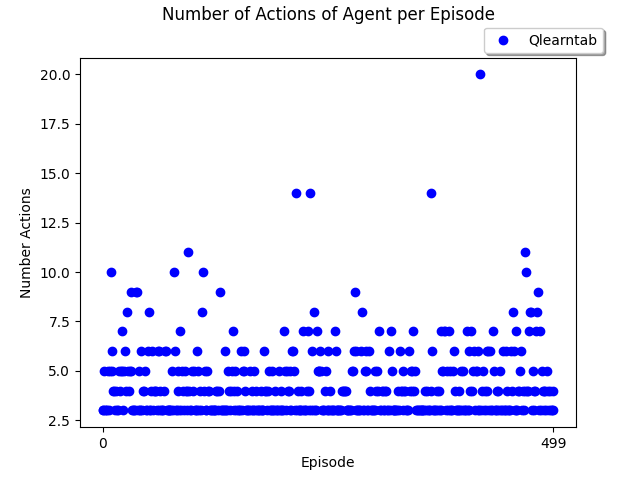 Number of Actions of Agent per Episode
Qlearntab
20.0
17.5
15.0
12.5
10.0
7.5
5.0
2.5
Number Actions
0
499
Episode